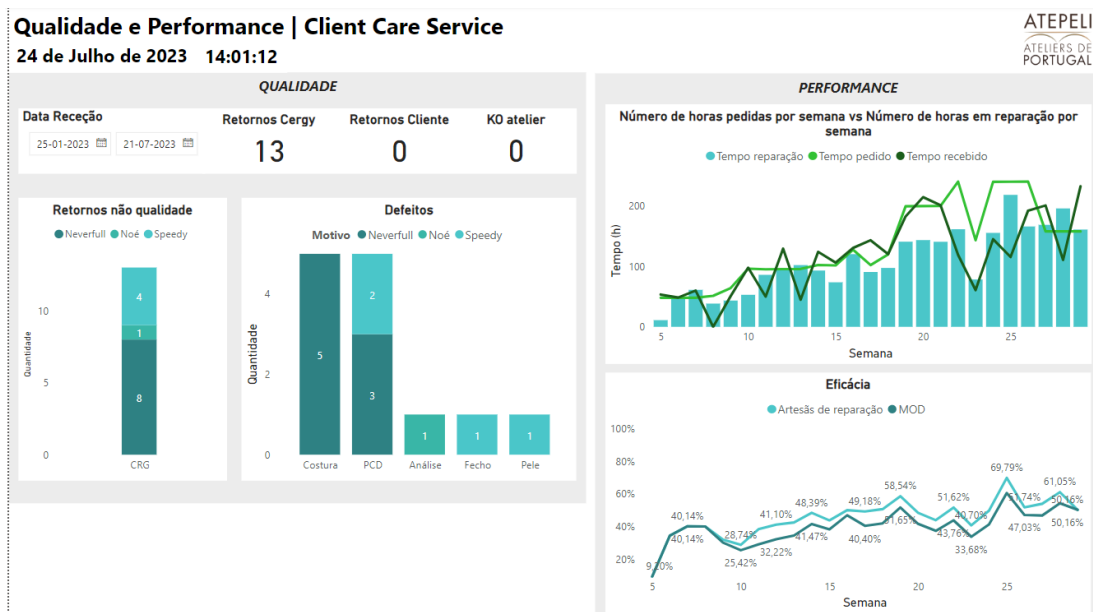 Qualidade e Performance | Client Care Service
24 de Julho de 2023 14:01:12
ATEPELI
ATELIERS DE
PORTUGAL
QUALIDADE
Data Receção
25-01-2023 21-07-2023
Retornos Cergy
13
Retornos Cliente
0
KO atelier
0
Retornos não qualidade
Neverfull Noé Speedy
Quantidade
10
5
0
4
1
8
CRG
Defeitos
Motivo Neverfull Noé Speedy
Quantidade
4
2
0
5
2
3
1
1
1
Costura PCD Análise Fecho Pele
PERFORMANCE
Número de horas pedidas por semana vs Número de horas em reparação por
semana
Tempo reparação Tempo pedido Tempo recebido
Tempo (h)
200
100
0
5 10 15 20 25
Semana
Eficácia
Artesãs de reparação MOD
100%
80%
60%
40%
20%
9,20%
40,14%
40,14%
28,74%
25,42%
41,10%
32,22%
48,39%
41,47%
49,18%
40,40%
58,54%
51,65%
51,62%
43,76%
40,70%
33,68%
69,79%
47,03%
61,05%
50,16%
50,16%
5 10 15 20 25
Semana